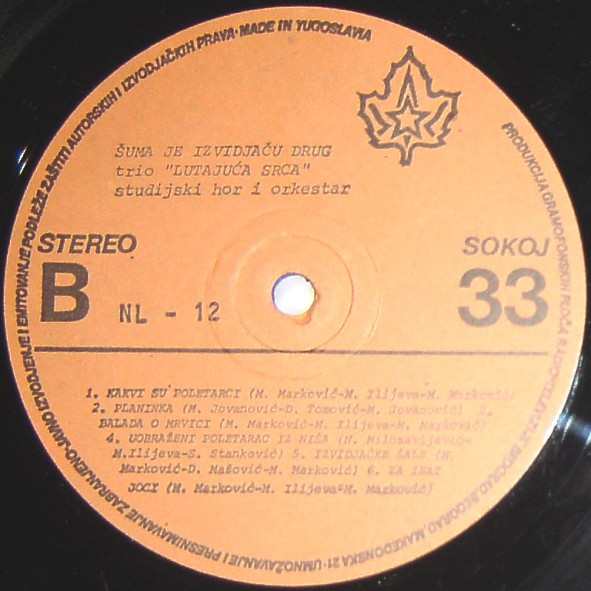 PRODUKCIJA GRAMOFONSKIH PLOČA RADIO-TELEVIZIJE BEOGRAD, BEOGRAD, MAKEDONSKA 21 · UMNOŽAVANJE I PRESNIMAVANJE ZABRANJENO · JAVNO IZVODJENJE I EMITOVANJE PODLEŽE ZAŠTITI AUTORSKIH I IZVODJAČKIH PRAVA · MADE IN YUGOSLAVIA
ŠUMA JE IZVIDJAČU DRUG
trio "LUTAJUĆA SRCA"
studijski hor i orkestar
STEREO
B NL - 12
SOKOJ
33
1. KAKVI SU POLETARCI (M. Marković-M. Ilijeva-M. Marković)
2. PLANINKA (M. Jovanović-D. Tomović-M. Jovanović) 3.
BALADA O MRVICI (M. Marković-M. Ilijeva-M. Marković)
4. UOBRAŽENI POLETARAC IZ NIŠA (M. Milosavljević-
M.Ilijeva-S. Stanković) 5. IZVIDJAČKE ŠALE (M.
Marković-D. Mašović-M. Marković) 6. ZA INAT
JOCI (M. Marković-M. Ilijeva-M. Marković)